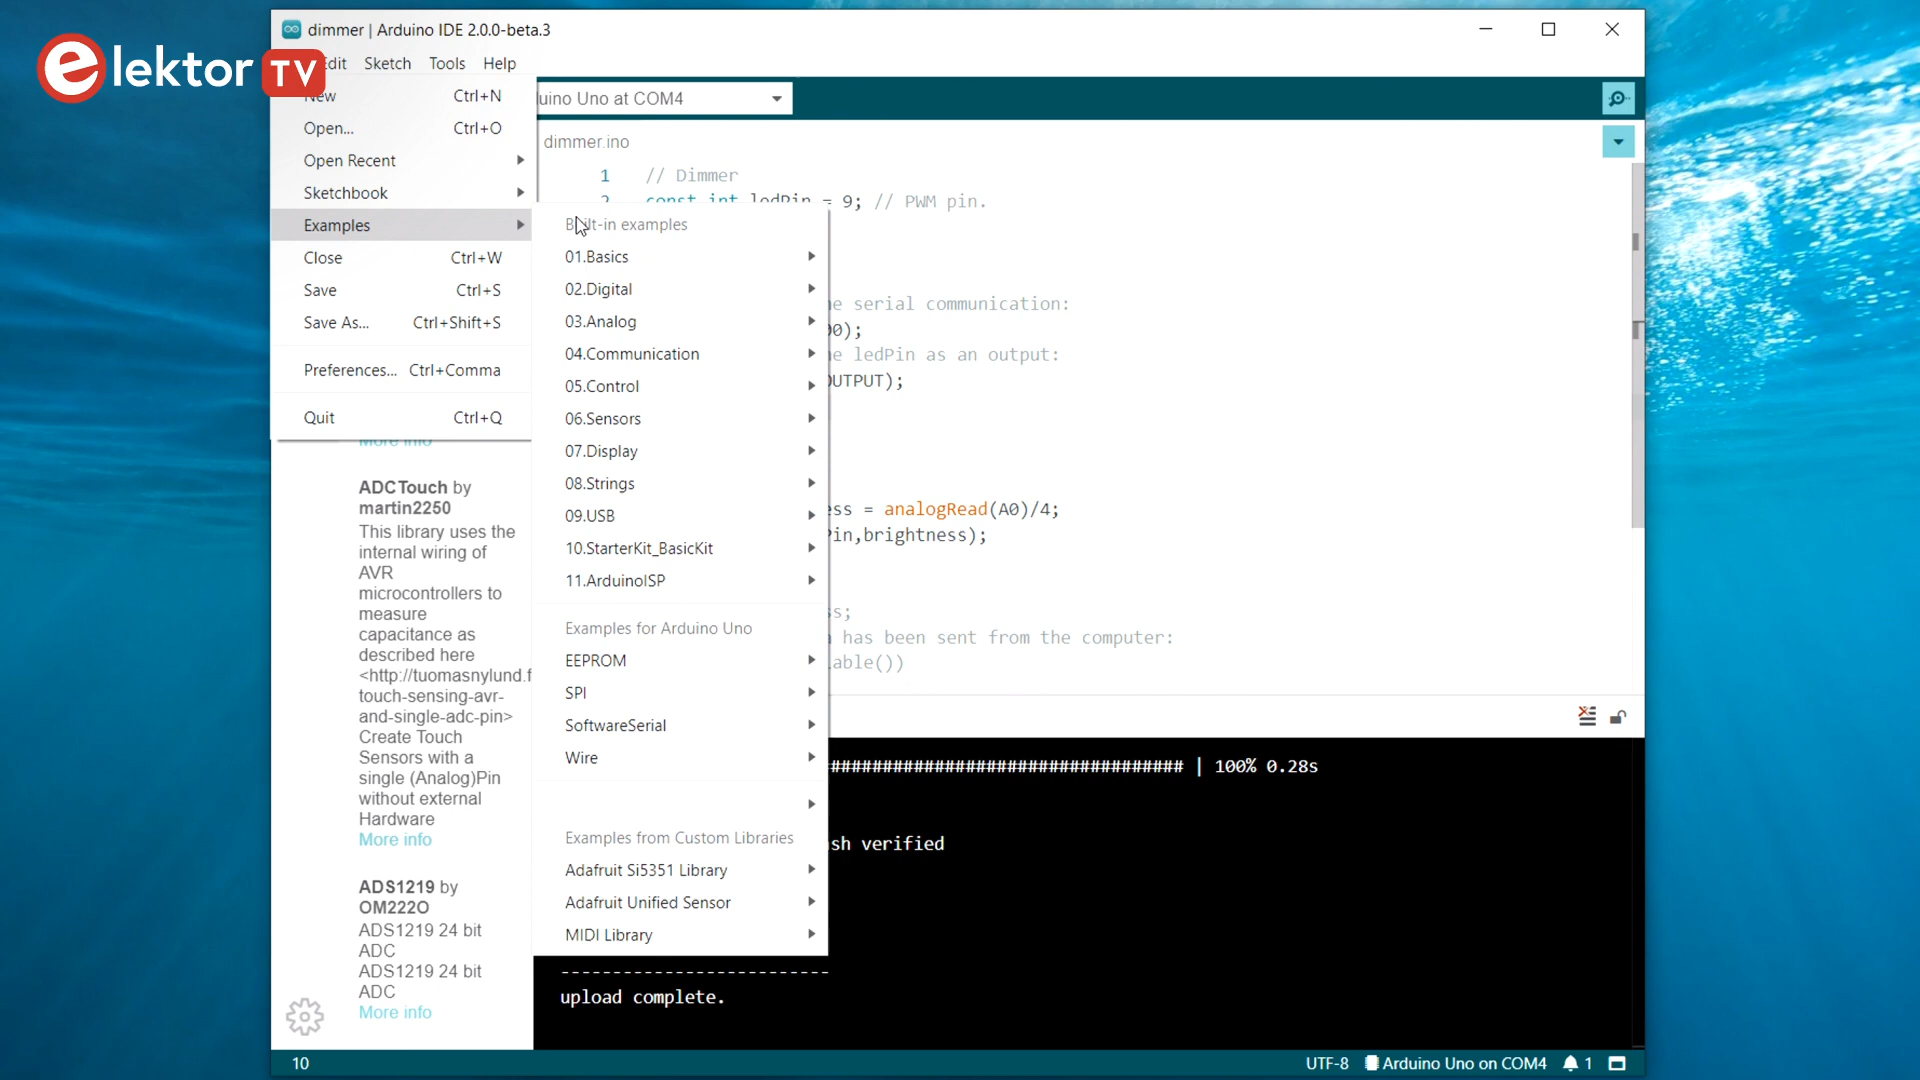 elektor TV
dimmer | Arduino IDE 2.0.0-beta.3
Edit Sketch Tools Help
New Ctrl+N
Open... Ctrl+O
Open Recent
Sketchbook
Examples
Close Ctrl+W
Save Ctrl+S
Save As... Ctrl+Shift+S
Preferences... Ctrl+Comma
Quit Ctrl+Q
More info
ADCTouch by
martin2250
This library uses the
internal wiring of
AVR
microcontrollers to
measure
capacitance as
described here
<http://tuomasnylund.f
touch-sensing-avr-
and-single-adc-pin>
Create Touch
Sensors with a
single (Analog)Pin
without external
Hardware
More info
ADS1219 by
OM222O
ADS1219 24 bit
ADC
ADS1219 24 bit
ADC
More info
Built-in examples
01.Basics
02.Digital
03.Analog
04.Communication
05.Control
06.Sensors
07.Display
08.Strings
09.USB
10.StarterKit_BasicKit
11.ArduinoISP
Examples for Arduino Uno
EEPROM
SPI
SoftwareSerial
Wire
Examples from Custom Libraries
Adafruit Si5351 Library
Adafruit Unified Sensor
MIDI Library
uino Uno at COM4
dimmer.ino
1 // Dimmer
2 const int ledPin = 9; // PWM pin.
e serial communication:
00);
e ledPin as an output:
OUTPUT);
ess = analogRead(A0)/4;
Pin,brightness);
ss;
a has been sent from the computer:
lable())
################################## | 100% 0.28s
sh verified
--------------------------
upload complete.
10
UTF-8 Arduino Uno on COM4 1